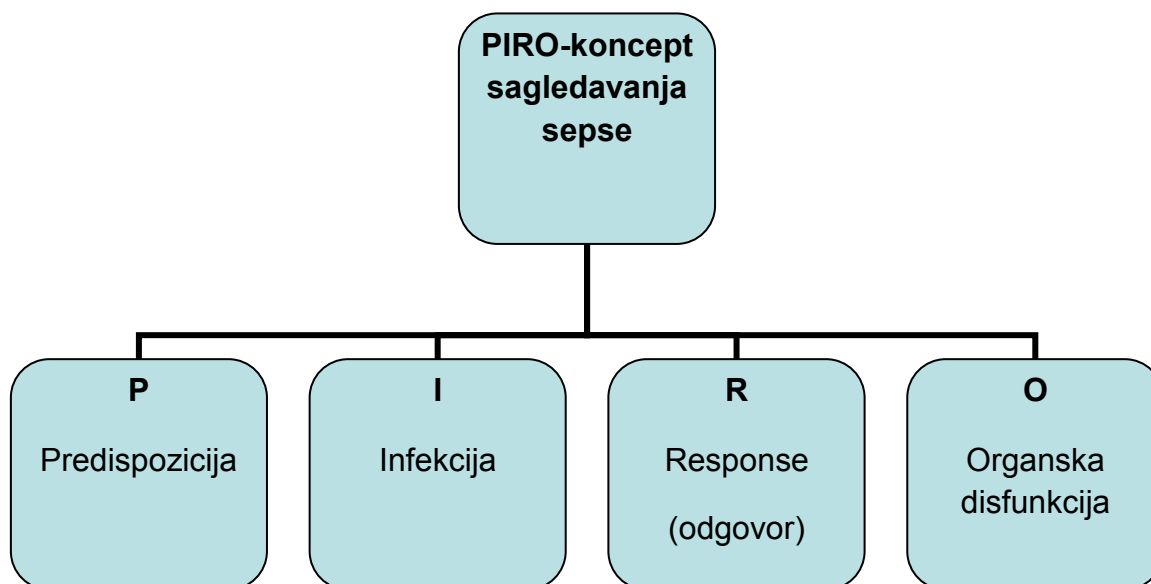 PIRO-koncept
sagledavanja
sepse
P
Predispozicija
I
Infekcija
R
Response
(odgovor)
O
Organska
disfunkcija